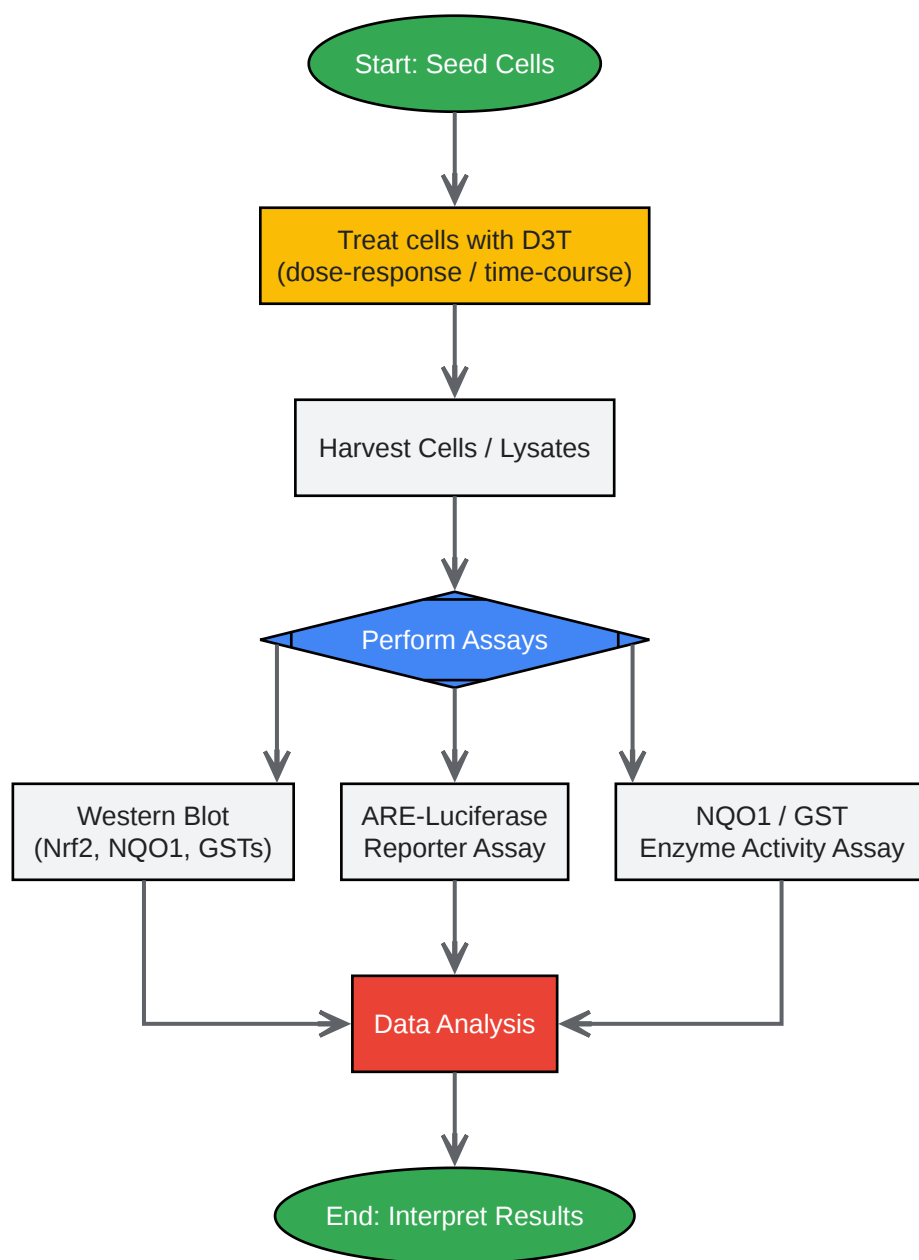 Start: Seed Cells
Treat cells with D3T
(dose-response / time-course)
Harvest Cells / Lysates
Perform Assays
Western Blot
(Nrf2, NQO1, GSTs)
ARE-Luciferase
Reporter Assay
NQO1 / GST
Enzyme Activity Assay
Data Analysis
End: Interpret Results